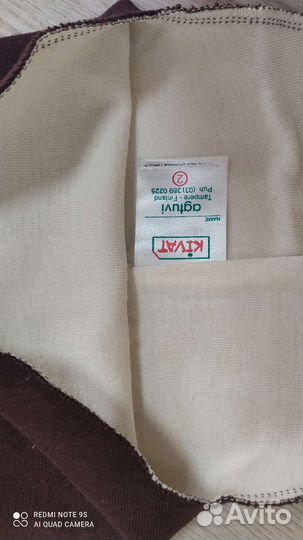 KIVAT
NAME
agtuvi
Tampere - Finland
Puh (03) 389 0225
2
REDMI NOTE 9S
AI QUAD CAMERA
Avito